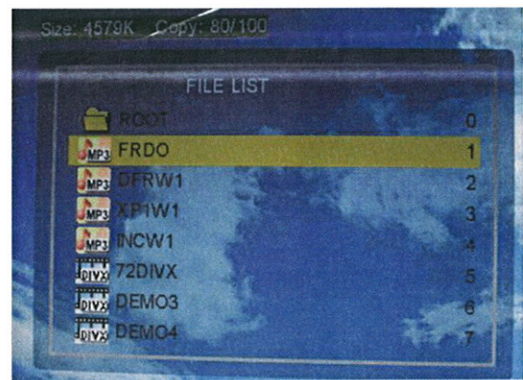 Size: 4579K Copy: 80/100
FILE LIST
ROOT 0
MP3 FRDO 1
MP3 DFRW1 2
MP3 XP1W1 3
MP3 INCW1 4
DIVX 72DIVX 5
DIVX DEMO3 6
DIVX DEMO4 7